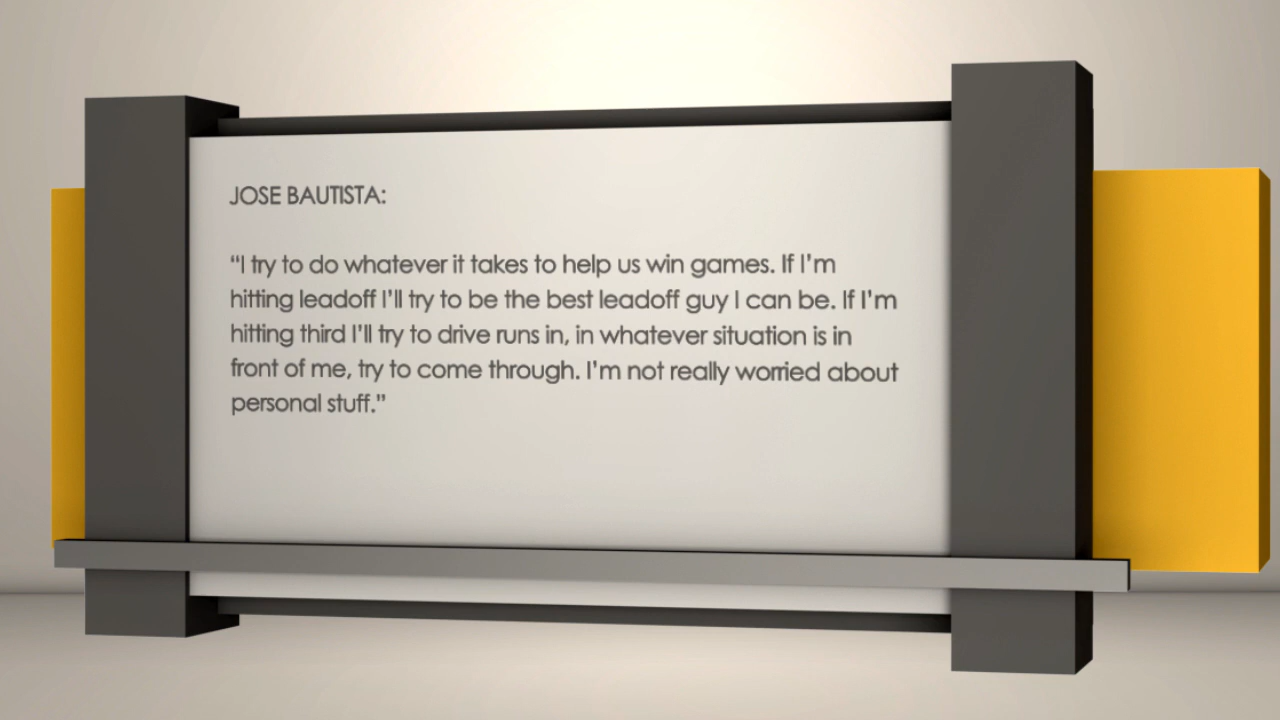 JOSE BAUTISTA:
“I try to do whatever it takes to help us win games. If I’m
hitting leadoff I’ll try to be the best leadoff guy I can be. If I’m
hitting third I’ll try to drive runs in, in whatever situation is in
front of me, try to come through. I’m not really worried about
personal stuff.”